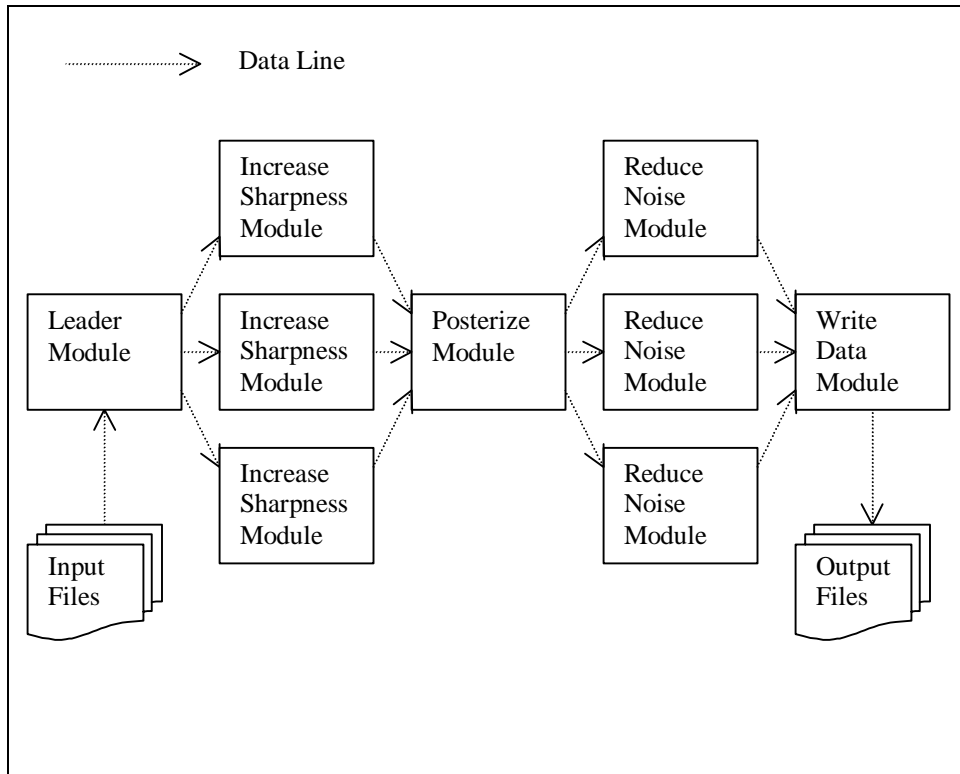 Data Line
Increase
Sharpness
Module
Reduce
Noise
Module
Leader
Module
Increase
Sharpness
Module
Posterize
Module
Reduce
Noise
Module
Write
Data
Module
Increase
Sharpness
Module
Reduce
Noise
Module
Input
Files
Output
Files